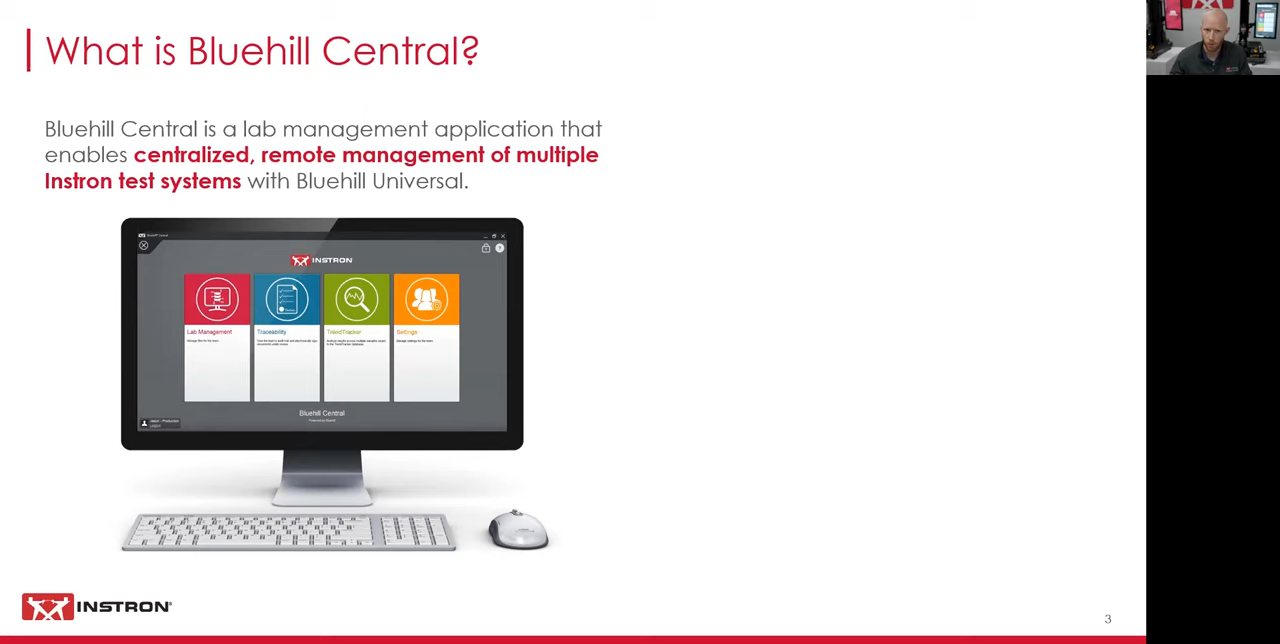 What is Bluehill Central?
Bluehill Central is a lab management application that
enables centralized, remote management of multiple
Instron test systems with Bluehill Universal.
INSTRON
Lab Management
Traceability
TrendTracker
Settings
Bluehill Central
INSTRON
3